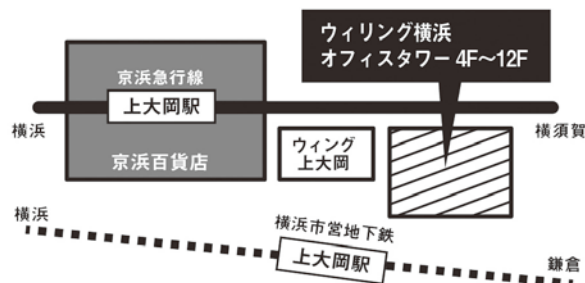 ウィリング横浜
オフィスタワー 4F〜12F
京浜急行線
上大岡駅
横浜
横須賀
ウィング
上大岡
京浜百貨店
横浜
横浜市営地下鉄
上大岡駅
鎌倉